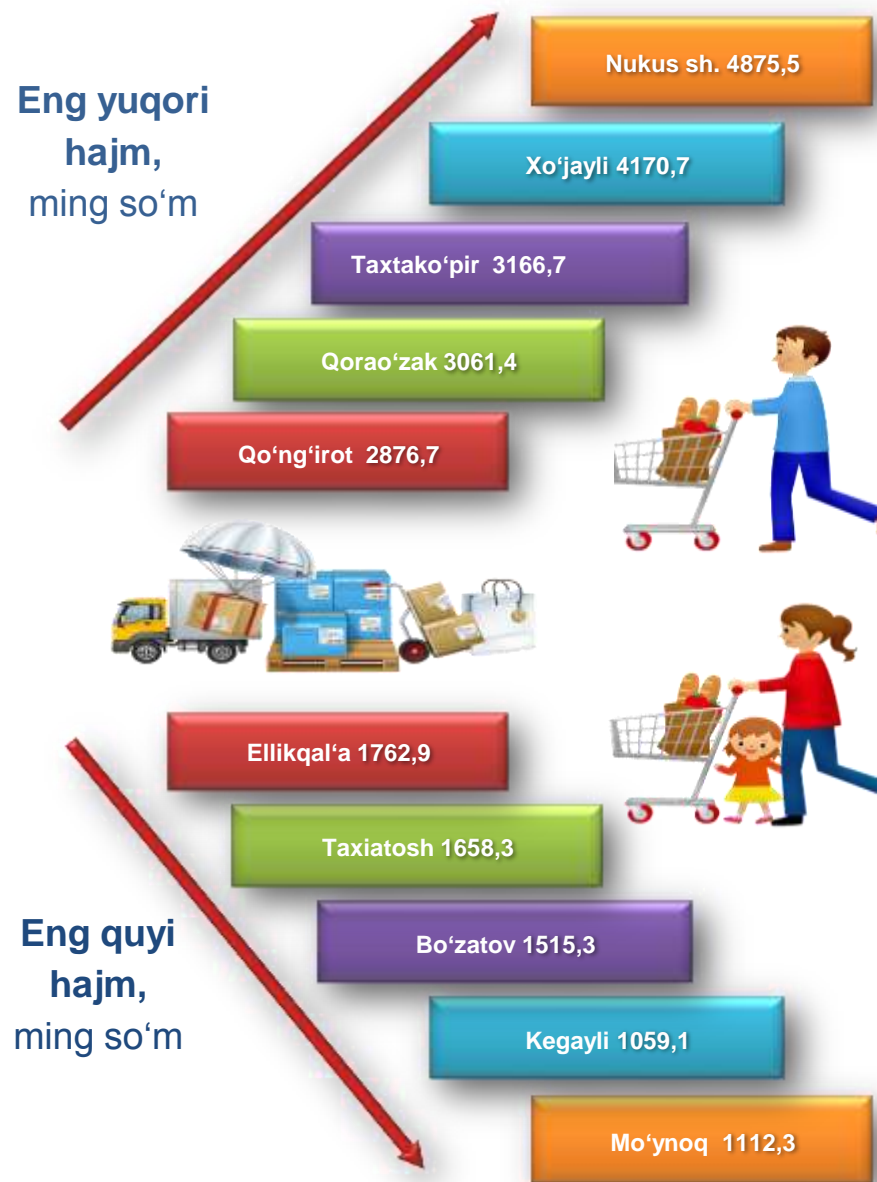 Eng yuqori
hajm,
ming so‘m
Nukus sh. 4875,5
Xo‘jayli 4170,7
Taxtako‘pir 3166,7
Qorao‘zak 3061,4
Qo‘ng‘irot 2876,7
Ellikqal‘a 1762,9
Taxiatosh 1658,3
Bo‘zatov 1515,3
Eng quyi
hajm,
ming so‘m
Kegayli 1059,1
Mo‘ynoq 1112,3